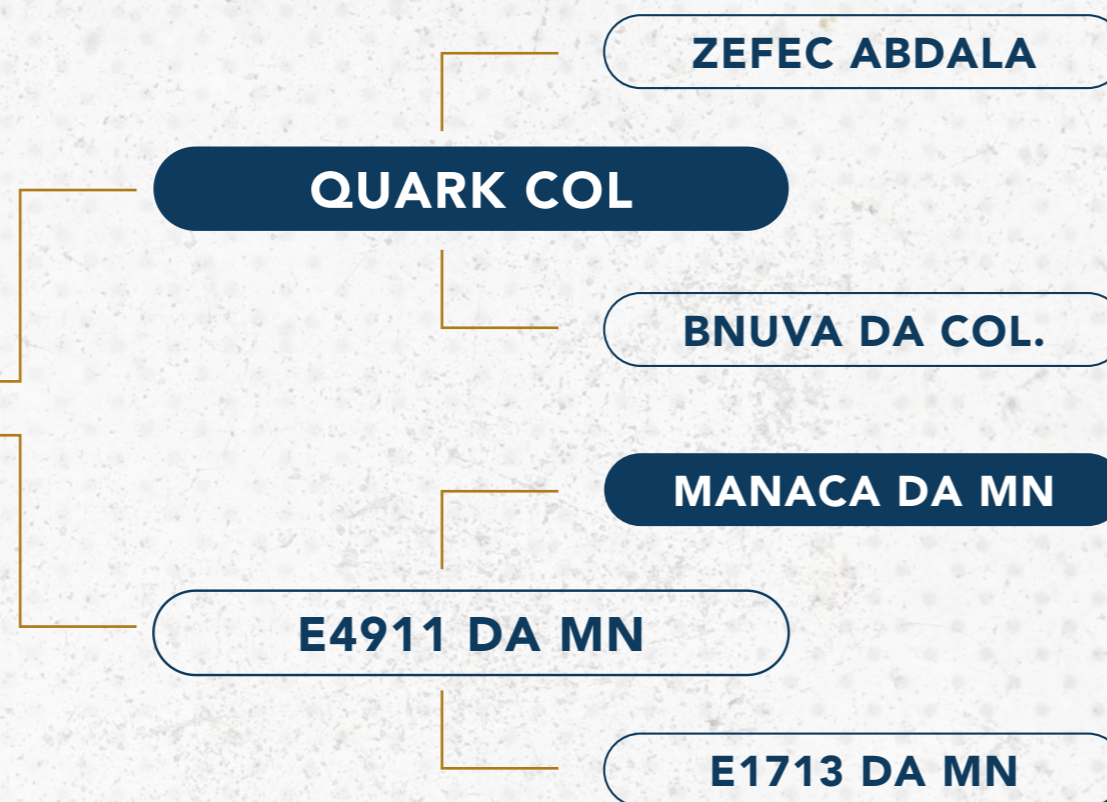 ZEFEC ABDALA
QUARK COL
BNUVA DA COL.
MANACA DA MN
E4911 DA MN
E1713 DA MN